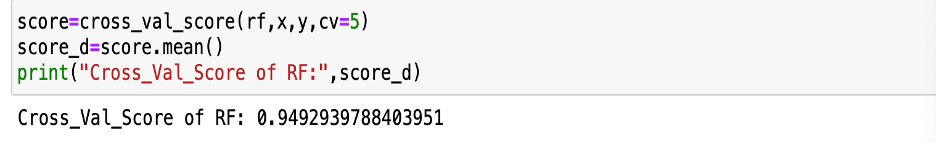 score=cross_val_score(rf,x,y,cv=5)
score_d=score.mean()
print("Cross_Val_Score of RF:",score_d)
Cross_Val_Score of RF: 0.9492939788403951